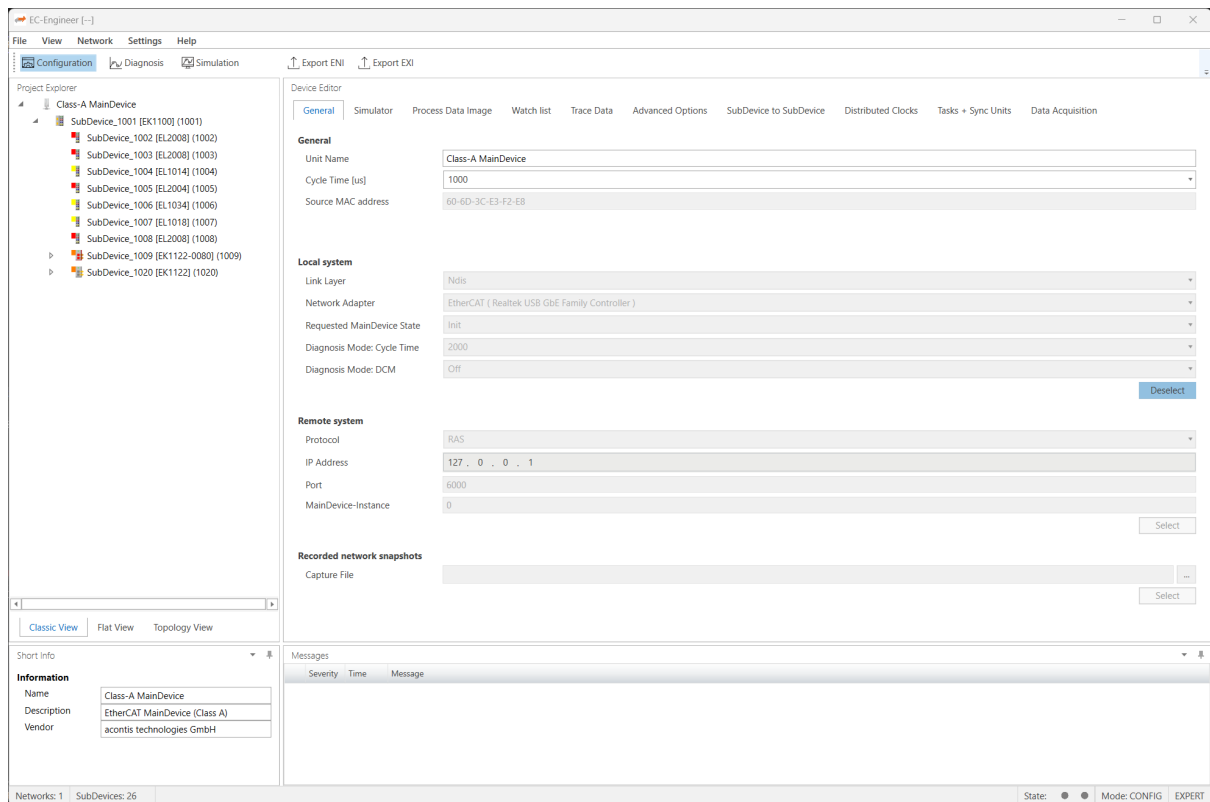 EC-Engineer [--]
File View Network Settings Help
Configuration Diagnosis Simulation Export ENI Export EXI
Project Explorer
Class-A MainDevice
SubDevice_1001 [EK1100] (1001)
SubDevice_1002 [EL2008] (1002)
SubDevice_1003 [EL2008] (1003)
SubDevice_1004 [EL1014] (1004)
SubDevice_1005 [EL2004] (1005)
SubDevice_1006 [EL1034] (1006)
SubDevice_1007 [EL1018] (1007)
SubDevice_1008 [EL2008] (1008)
SubDevice_1009 [EK1122-0080] (1009)
SubDevice_1020 [EK1122] (1020)
Classic View Flat View Topology View
Device Editor
General Simulator Process Data Image Watch list Trace Data Advanced Options SubDevice to SubDevice Distributed Clocks Tasks + Sync Units Data Acquisition
General
Unit Name Class-A MainDevice
Cycle Time [us] 1000
Source MAC address 60-6D-3C-E3-F2-E8
Local system
Link Layer Ndis
Network Adapter EtherCAT ( Realtek USB GbE Family Controller )
Requested MainDevice State Init
Diagnosis Mode: Cycle Time 2000
Diagnosis Mode: DCM Off
Deselect
Remote system
Protocol RAS
IP Address 127 . 0 . 0 . 1
Port 6000
MainDevice-Instance 0
Select
Recorded network snapshots
Capture File ...
Select
Short Info
Information
Name Class-A MainDevice
Description EtherCAT MainDevice (Class A)
Vendor acontis technologies GmbH
Messages
Severity Time Message
Networks: 1 SubDevices: 26 State: Mode: CONFIG EXPERT